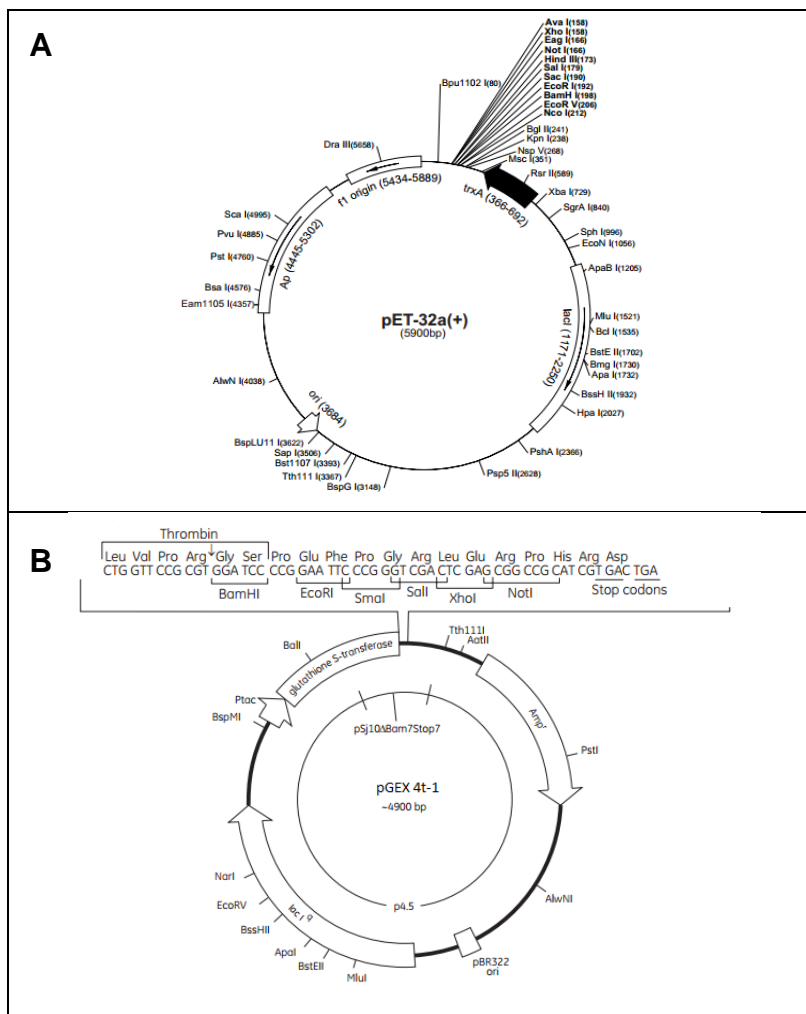 A
Ava I(158)
Xho I(158)
Eag I(166)
Not I(166)
Hind III(173)
Sal I(179)
Sac I(190)
EcoR I(192)
BamH I(198)
EcoR V(206)
Nco I(212)
Bpu1102 I(80)
Bgl II(241)
Kpn I(238)
Nsp V(268)
Msc I(351)
Rsr II(589)
Xba I(729)
SgrA I(840)
Sph I(996)
EcoN I(1056)
ApaB I(1205)
Mlu I(1521)
Bcl I(1535)
BstE II(1702)
Bmg I(1730)
Apa I(1732)
BssH II(1932)
Hpa I(2027)
PshA I(2366)
Psp5 II(2628)
BspG I(3148)
Tth111 I(3367)
Bst1107 I(3393)
Sap I(3506)
BspLU11 I(3622)
AlwN I(4038)
Eam1105 I(4357)
Bsa I(4576)
Pst I(4760)
Pvu I(4885)
Sca I(4995)
Dra III(5658)
f1 origin (5434-5889)
trxA (366-692)
Ap (4445-5302)
lacI (1171-2250)
ori (3684)
pET-32a(+)
(5900bp)
B
Thrombin
Leu Val Pro Arg↓Gly Ser Pro Glu Phe Pro Gly Arg Leu Glu Arg Pro His Arg Asp
CTG GTT CCG CGT GGA TCC CCG GAA TTC CCG GGT CGA CTC GAG CGG CCG CAT CGT GAC TGA
BamHI EcoRI SmaI SalI XhoI NotI Stop codons
Tth111I
AatII
BalI
glutathione S-transferase
Ptac
BspMI
Ampr
PstI
pSj10ΔBam7Stop7
pGEX 4t-1
~4900 bp
p4.5
AlwNI
pBR322
ori
NarI
EcoRV
BssHII
ApaI
BstEII
MluI
lac I q